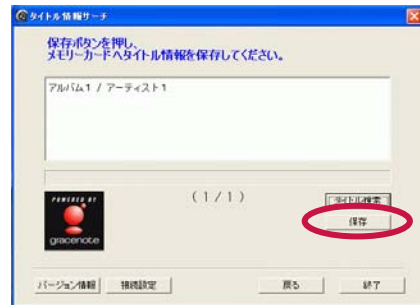 タイトル情報サーチ
保存ボタンを押し、
メモリーカードへタイトル情報を保存してください。
アルバム1 / アーティスト1
(1/1)
タイトル検索
保存
POWERED BY
gracenote
バージョン情報
接続設定
戻る
終了